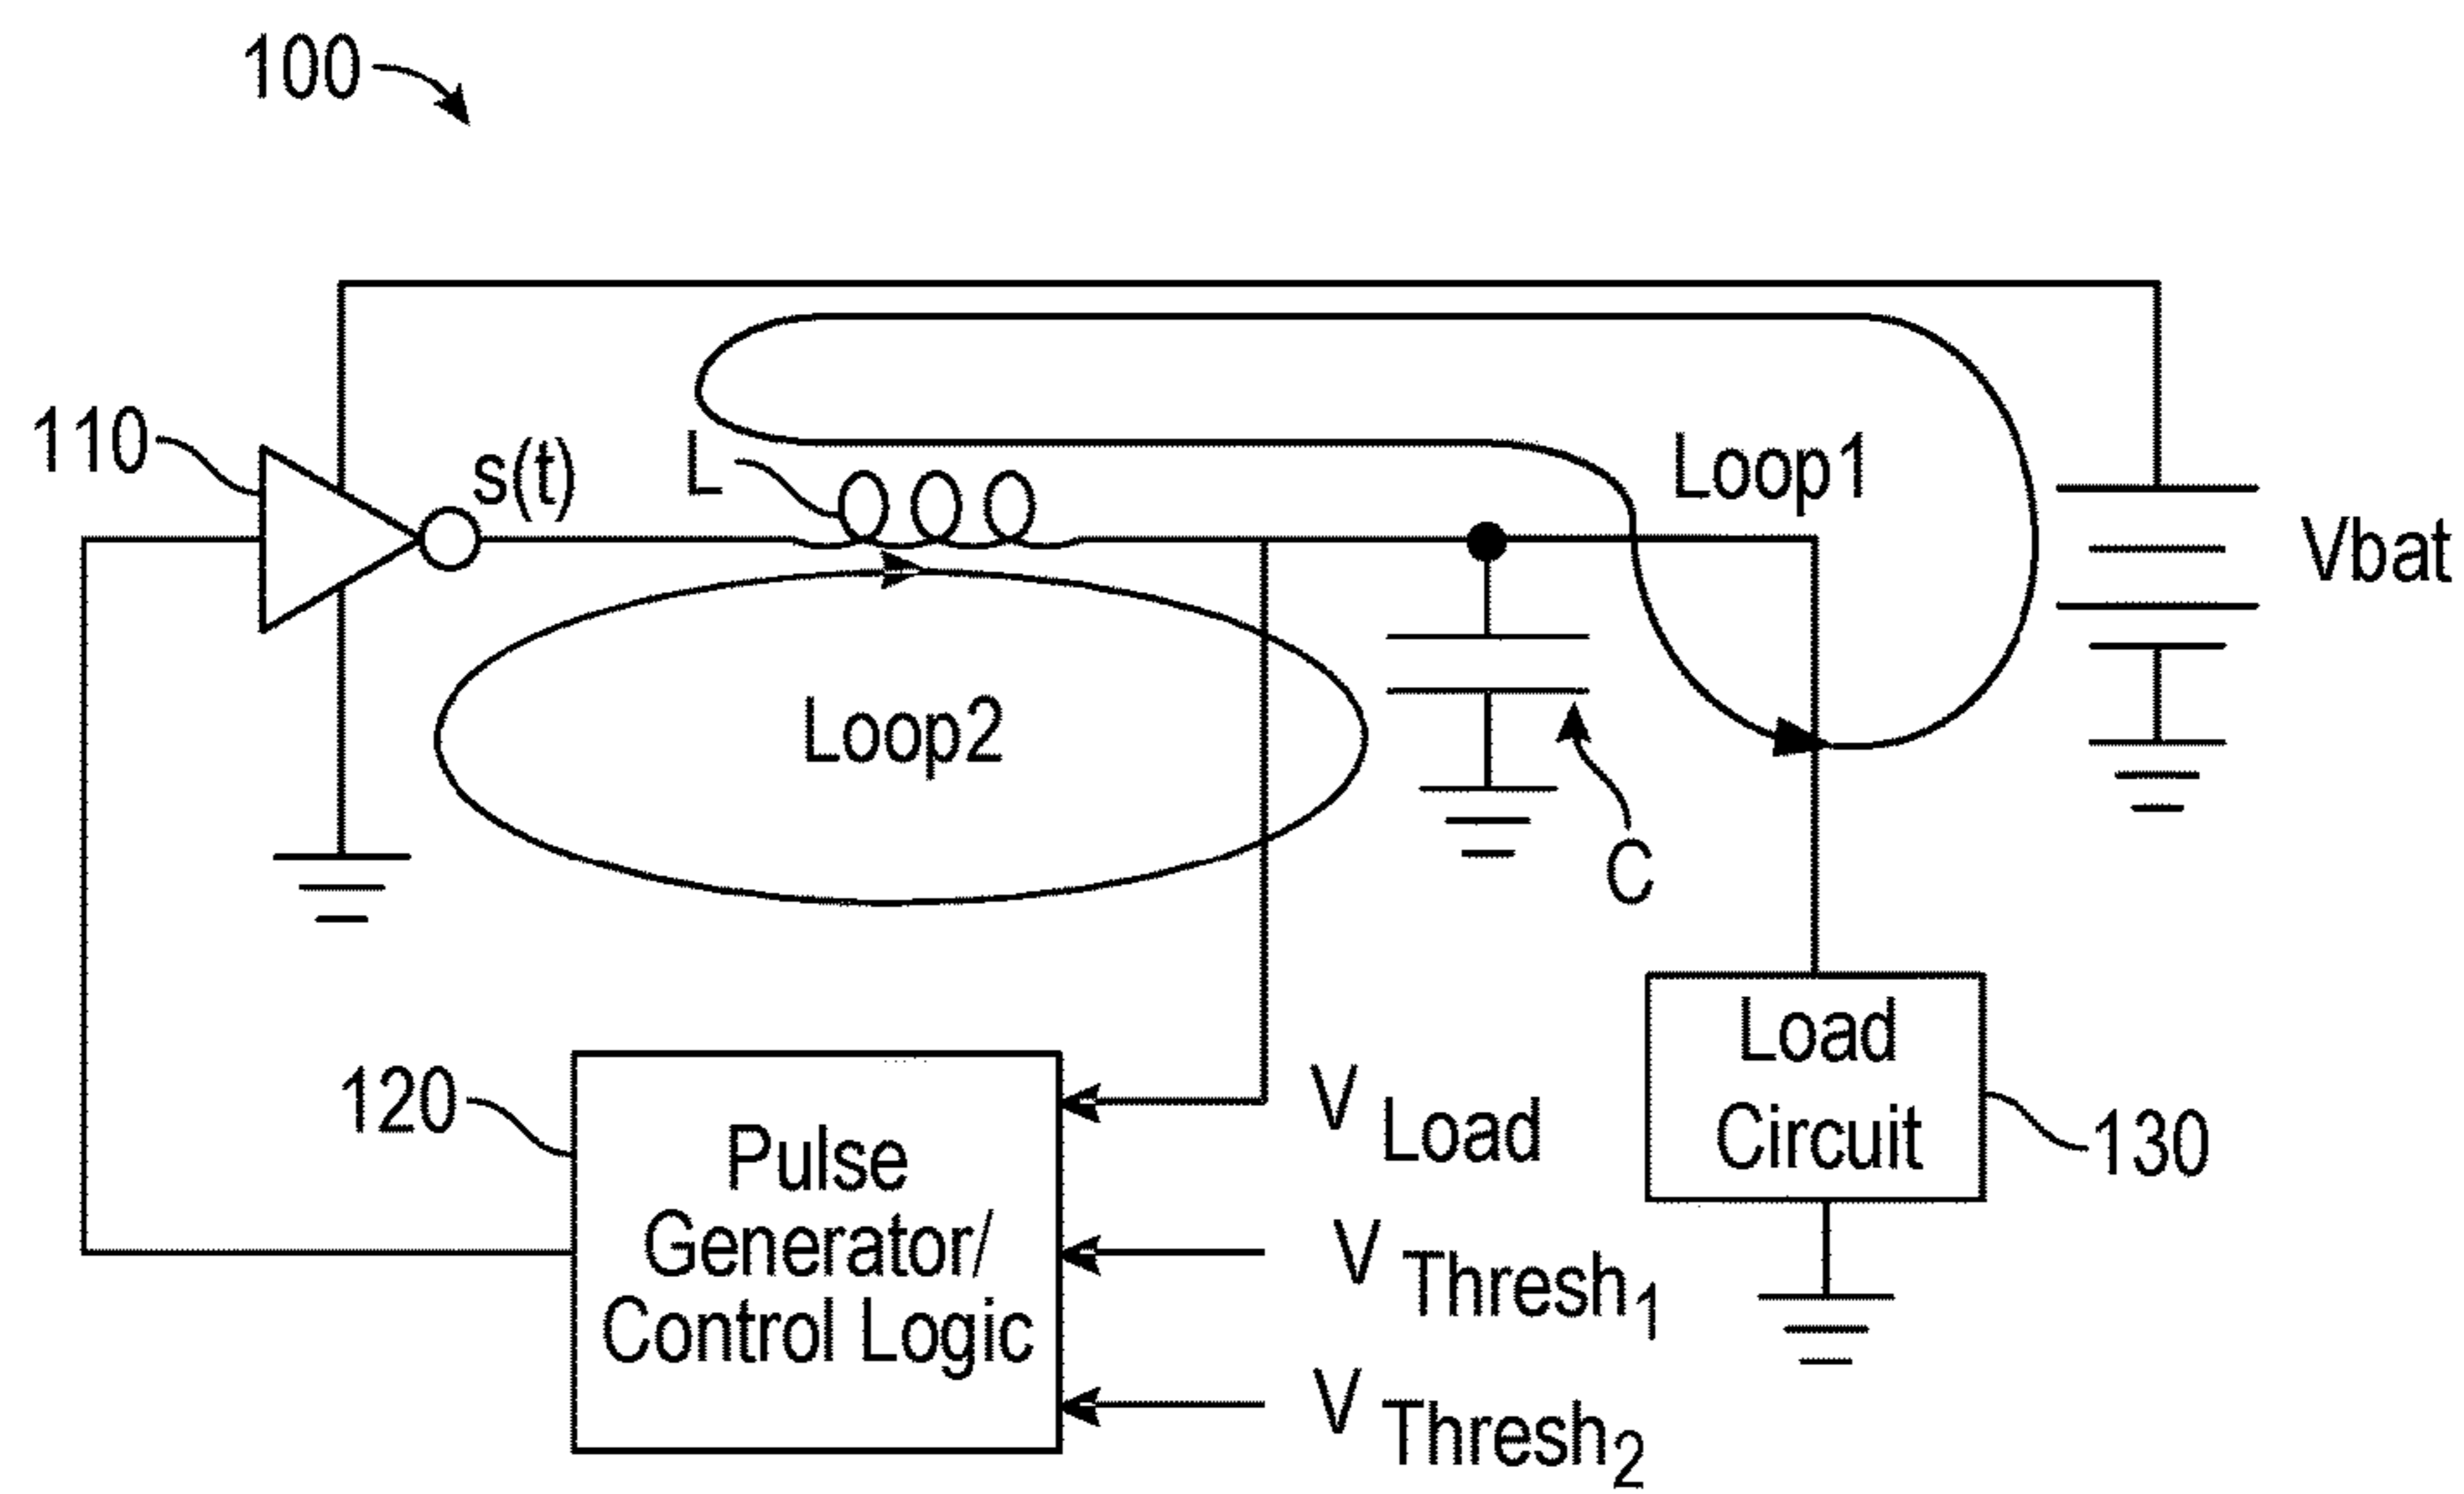 100
110
s(t)
L
Loop1
Vbat
Loop2
C
120
Pulse
Generator/
Control Logic
V Load
V Thresh1
V Thresh2
Load
Circuit
130